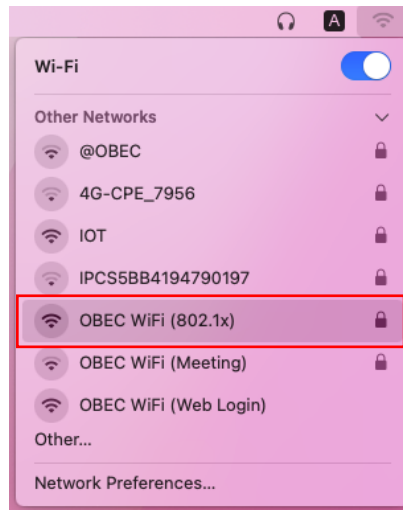 A
Wi-Fi
Other Networks
@OBEC
4G-CPE_7956
IOT
IPCS5BB4194790197
OBEC WiFi (802.1x)
OBEC WiFi (Meeting)
OBEC WiFi (Web Login)
Other...
Network Preferences...